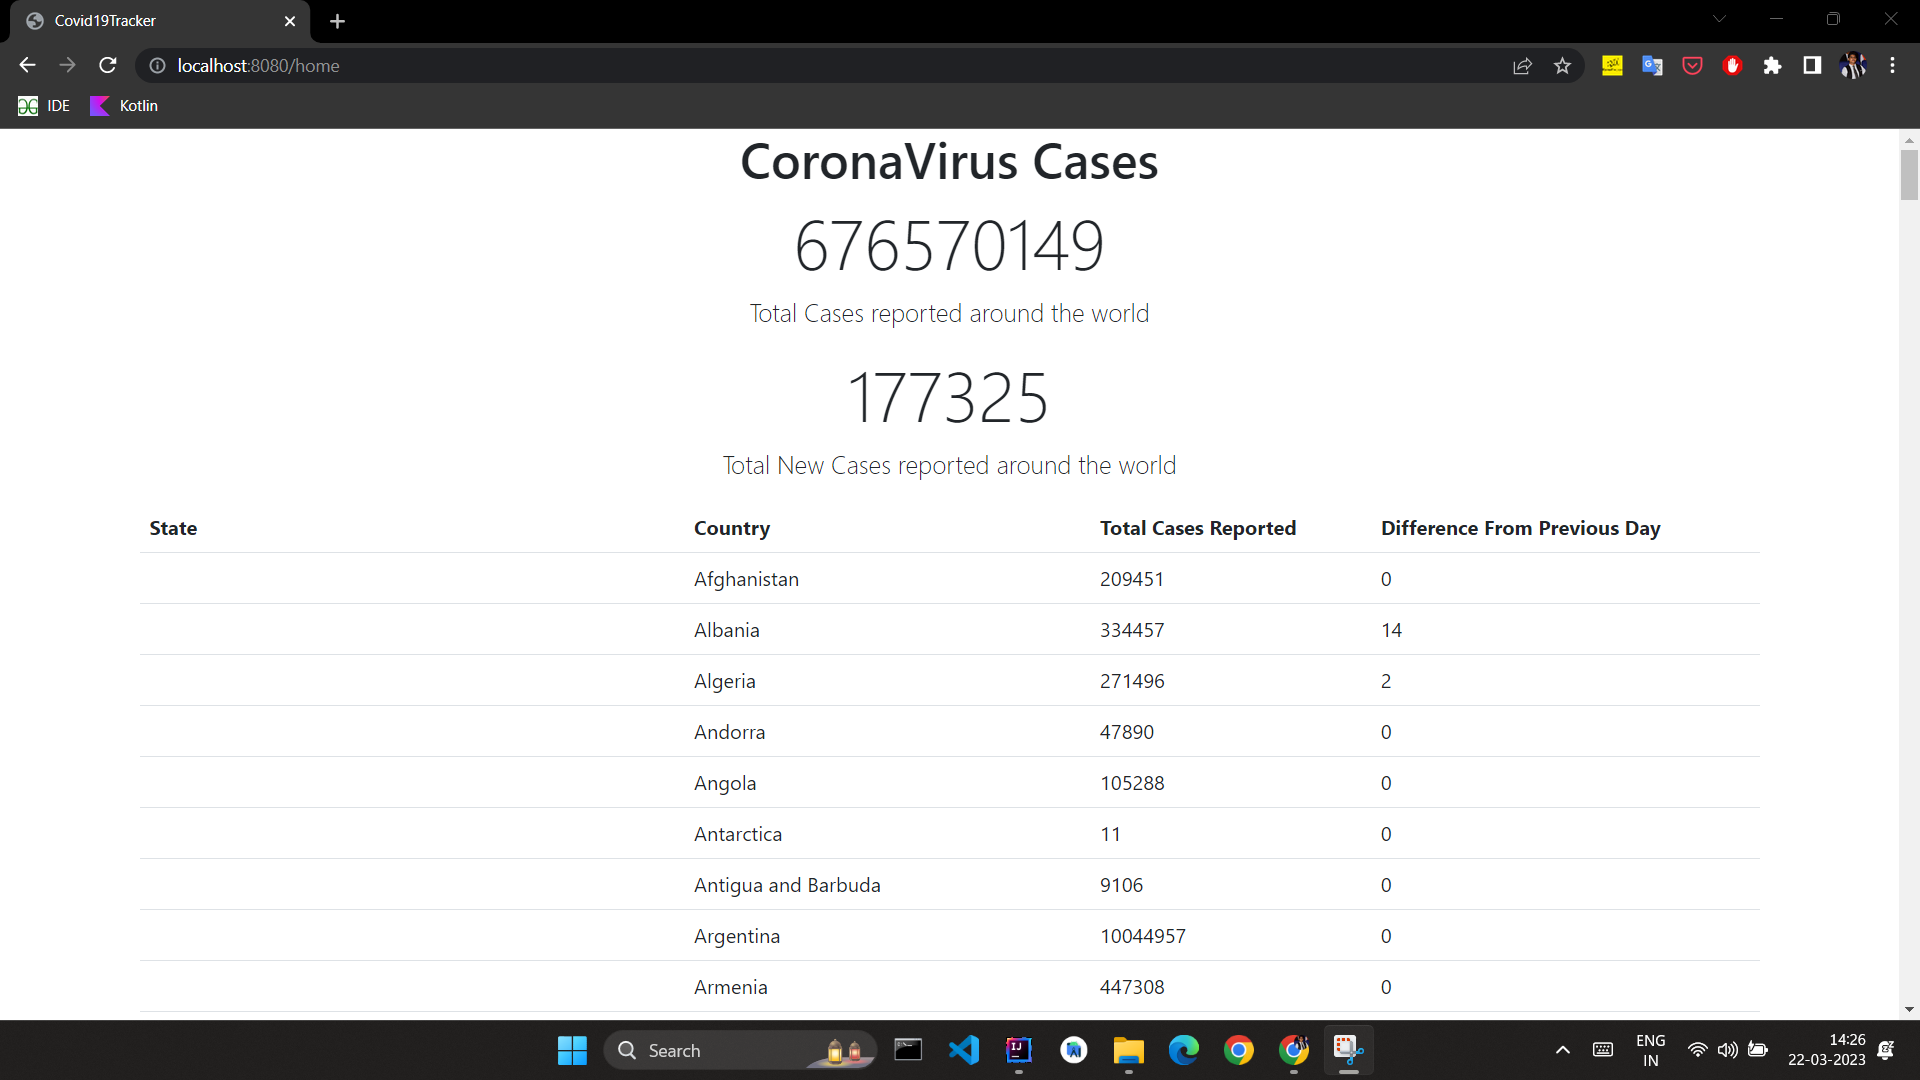 Covid19Tracker
localhost:8080/home
IDE Kotlin
CoronaVirus Cases
676570149
Total Cases reported around the world
177325
Total New Cases reported around the world
State Country Total Cases Reported Difference From Previous Day
Afghanistan 209451 0
Albania 334457 14
Algeria 271496 2
Andorra 47890 0
Angola 105288 0
Antarctica 11 0
Antigua and Barbuda 9106 0
Argentina 10044957 0
Armenia 447308 0
Search
ENG
IN
14:26
22-03-2023